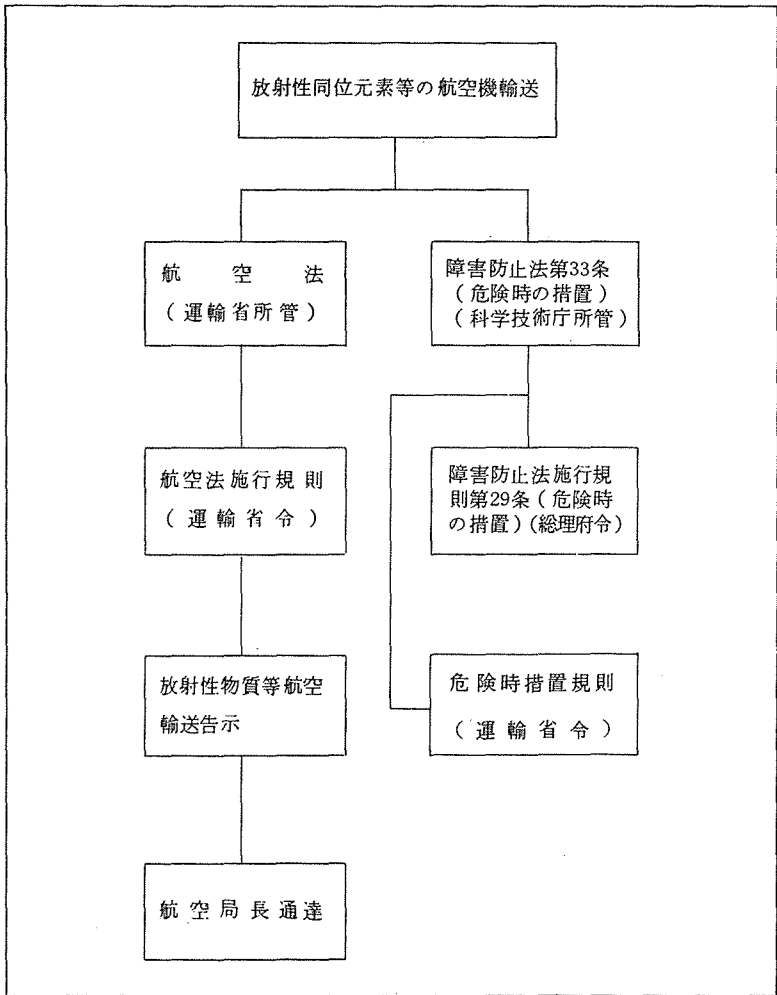 放射性同位元素等の航空機輸送
航空法
(運輸省所管)
障害防止法第33条
(危険時の措置)
(科学技術庁所管)
航空法施行規則
(運輸省令)
障害防止法施行規
則第29条(危険時
の措置)(総理府令)
放射性物質等航空
輸送告示
危険時措置規則
(運輸省令)
航空局長通達